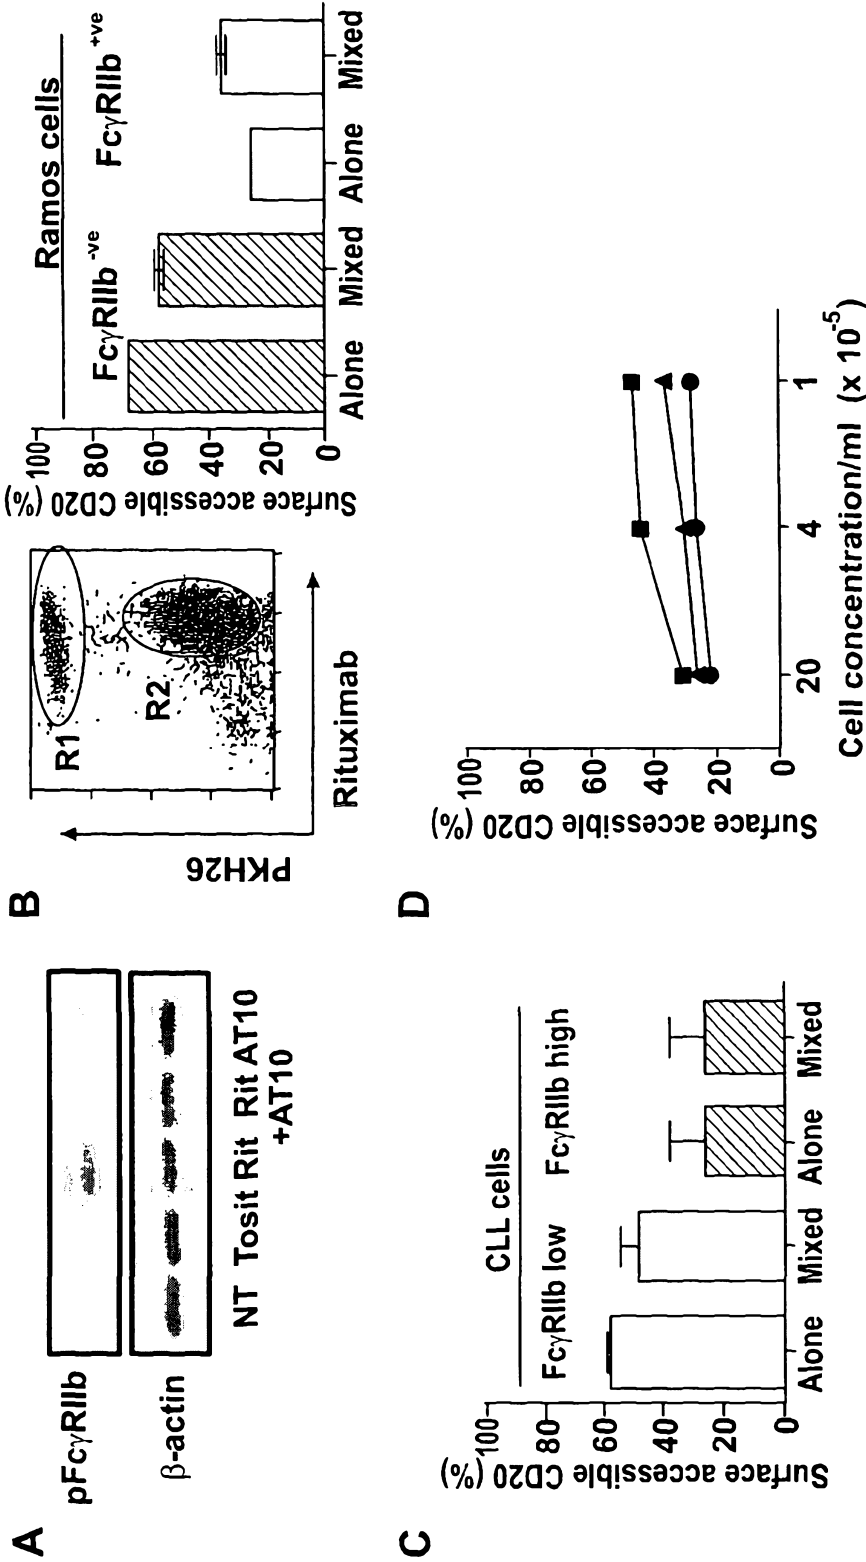 A
pFcγRIIb
β-actin
NT Tosit Rit Rit AT10
+AT10
B
PKH26
R1
R2
Rituximab
Surface accessible CD20 (%)
100
80
60
40
20
0
Ramos cells
FcγRIIb-ve
FcγRIIb+ve
Alone Mixed Alone Mixed
C
Surface accessible CD20 (%)
100
80
60
40
20
0
CLL cells
FcγRIIb low
FcγRIIb high
Alone Mixed Alone Mixed
D
Surface accessible CD20 (%)
100
80
60
40
20
0
20 4 1
Cell concentration/ml (x 10-5)